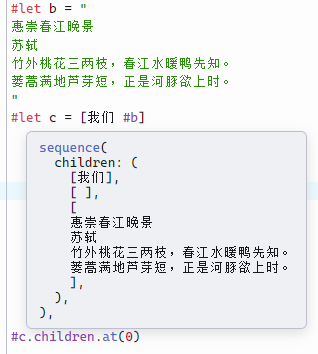 #let b = "
惠崇春江晚景
苏轼
竹外桃花三两枝，春江水暖鸭先知。
蒌蒿满地芦芽短，正是河豚欲上时。
"
#let c = [我们 #b]
sequence(
  children: (
    [我们],
    [ ],
    [
    惠崇春江晚景
    苏轼
    竹外桃花三两枝，春江水暖鸭先知。
    蒌蒿满地芦芽短，正是河豚欲上时。
    ],
  ),
),
#c.children.at(0)